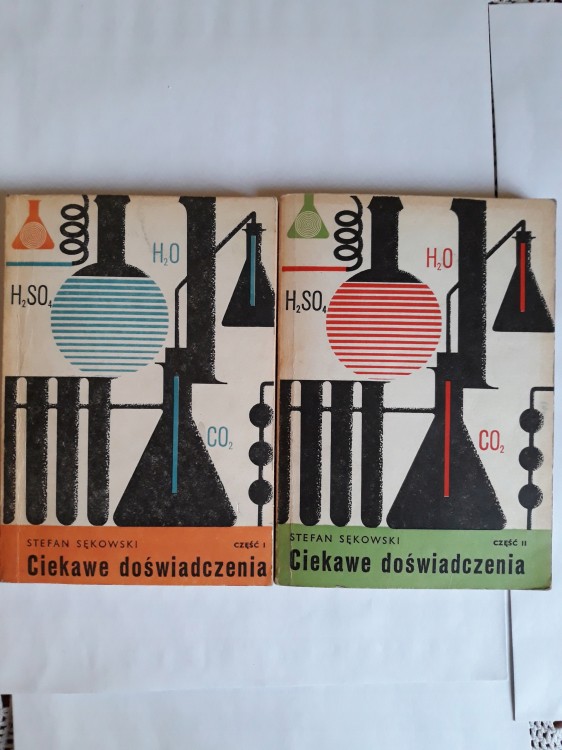 H₂O
H₂SO₄
CO₂
STEFAN SĘKOWSKI CZĘŚĆ I
Ciekawe doświadczenia
H₂O
H₂SO₄
CO₂
STEFAN SĘKOWSKI CZĘŚĆ II
Ciekawe doświadczenia